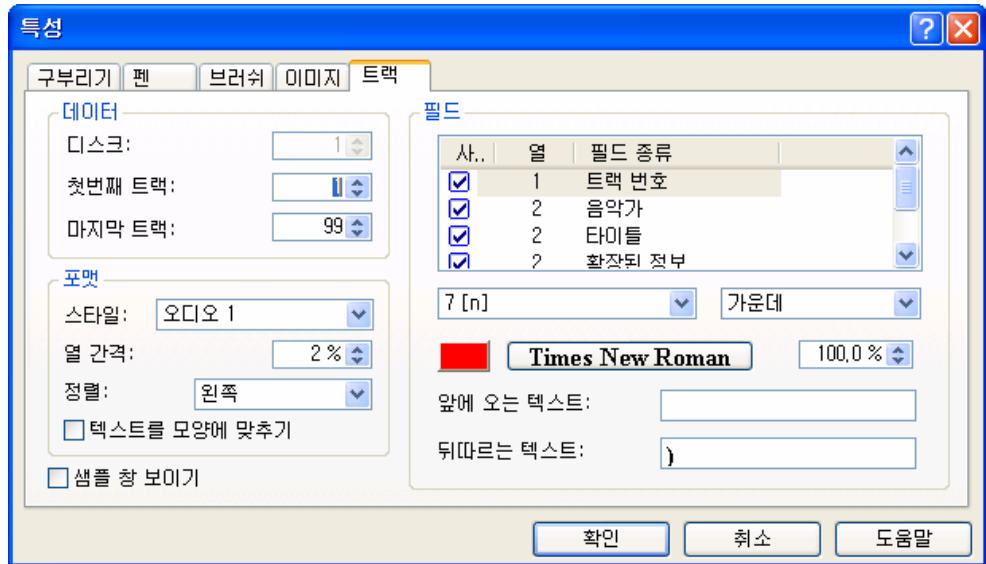 특성
구부리기 펜 브러쉬 이미지 트랙
데이터
디스크: 1
첫번째 트랙: 1
마지막 트랙: 99
포맷
스타일: 오디오 1
열 간격: 2 %
정렬: 왼쪽
텍스트를 모양에 맞추기
샘플 창 보이기
필드
사.. 열 필드 종류
1 트랙 번호
2 음악가
2 타이틀
2 확장된 정보
7 [n] 가운데
Times New Roman 100,0 %
앞에 오는 텍스트:
뒤따르는 텍스트: )
확인 취소 도움말